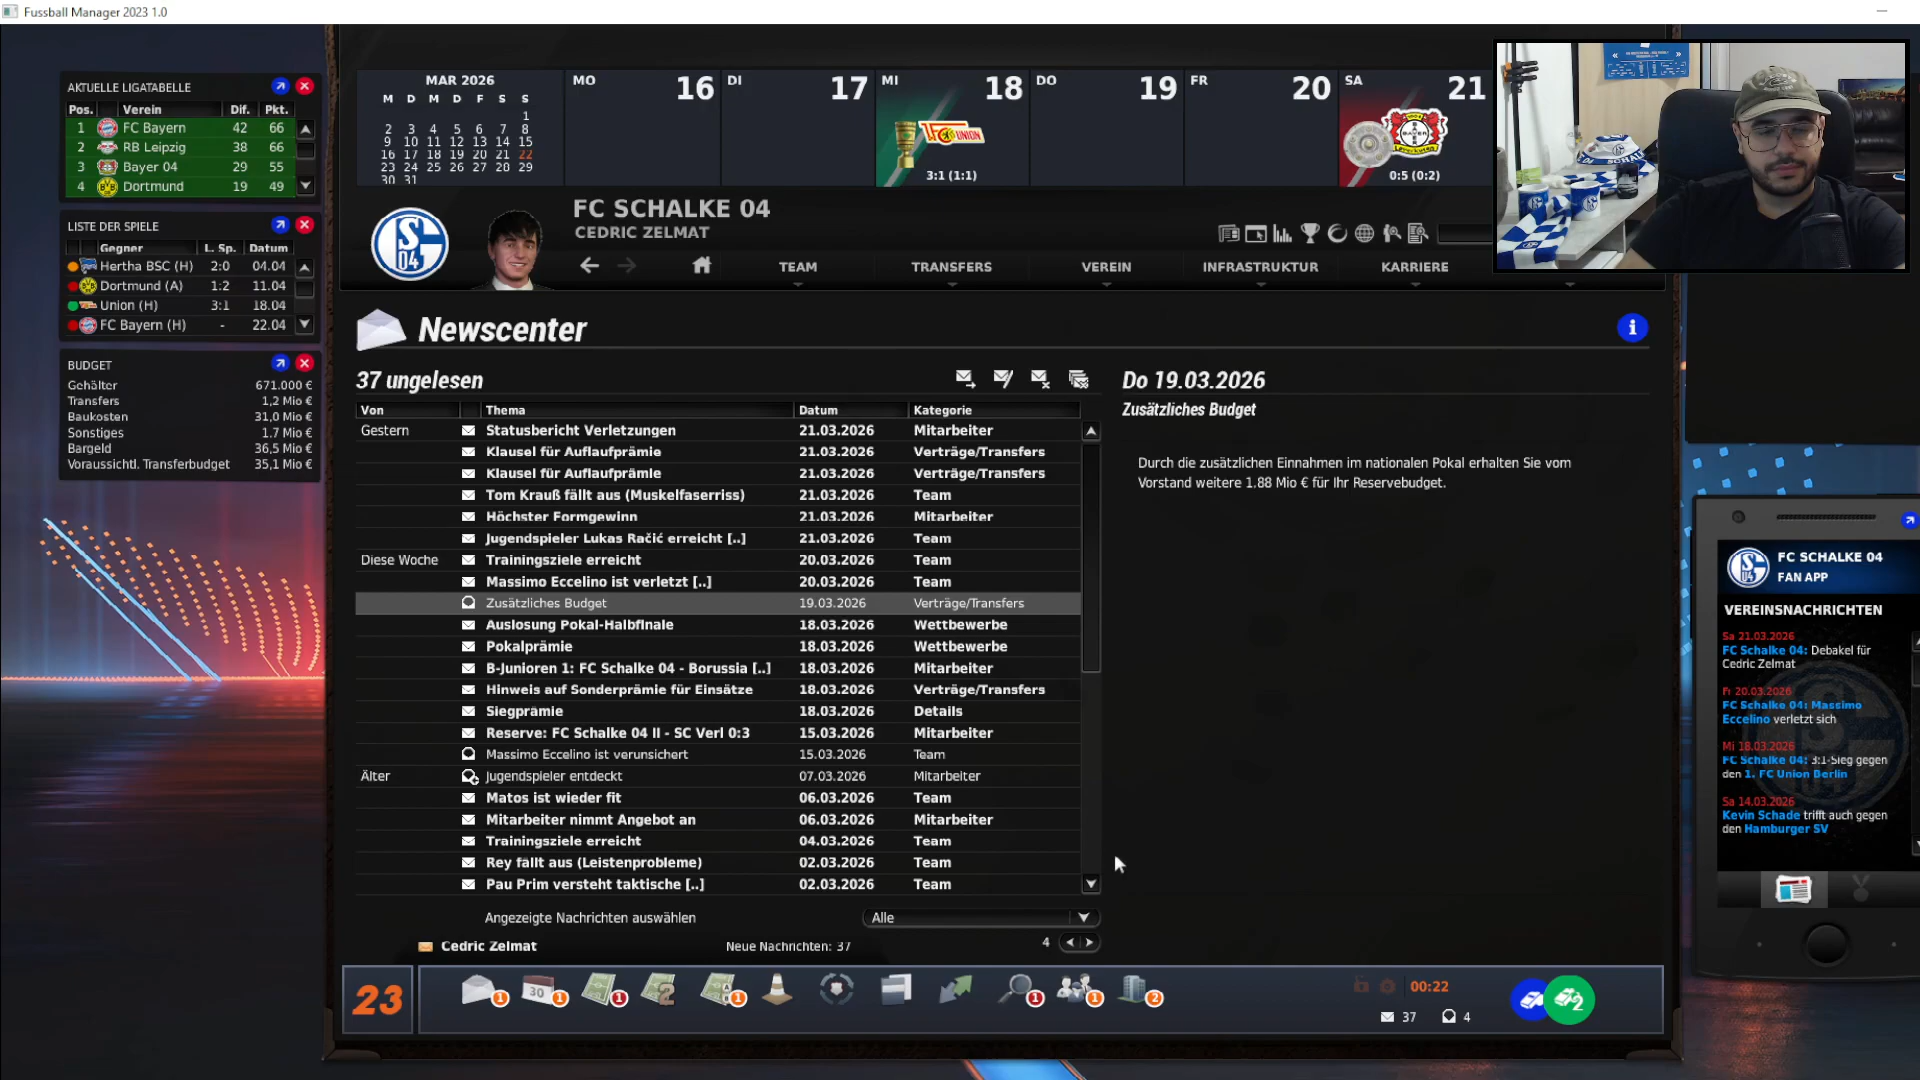 Fussball Manager 2023 1.0
AKTUELLE LIGATABELLE
Pos. Verein Dif. Pkt.
1 FC Bayern 42 66
2 RB Leipzig 38 66
3 Bayer 04 29 55
4 Dortmund 19 49
LISTE DER SPIELE
Gegner L. Sp. Datum
Hertha BSC (H) 2:0 04.04
Dortmund (A) 1:2 11.04
Union (H) 3:1 18.04
FC Bayern (H) - 22.04
BUDGET
Gehälter 671.000 €
Transfers 1,2 Mio €
Baukosten 31,0 Mio €
Sonstiges 1.7 Mio €
Bargeld 36,5 Mio €
Voraussichtl. Transferbudget 35,1 Mio €
MAR 2026
M D M D F S S
1
2 3 4 5 6 7 8
9 10 11 12 13 14 15
16 17 18 19 20 21 22
23 24 25 26 27 28 29
30 31
MO 16
DI 17
MI 18
3:1 (1:1)
DO 19
FR 20
SA 21
0:5 (0:2)
FC SCHALKE 04
CEDRIC ZELMAT
TEAM TRANSFERS VEREIN INFRASTRUKTUR KARRIERE
Newscenter
37 ungelesen
Von Thema Datum Kategorie
Gestern Statusbericht Verletzungen 21.03.2026 Mitarbeiter
Klausel für Auflaufprämie 21.03.2026 Verträge/Transfers
Klausel für Auflaufprämie 21.03.2026 Verträge/Transfers
Tom Krauß fällt aus (Muskelfaserriss) 21.03.2026 Team
Höchster Formgewinn 21.03.2026 Mitarbeiter
Jugendspieler Lukas Račić erreicht [..] 21.03.2026 Team
Diese Woche Trainingsziele erreicht 20.03.2026 Team
Massimo Eccelino ist verletzt [..] 20.03.2026 Team
Zusätzliches Budget 19.03.2026 Verträge/Transfers
Auslosung Pokal-Halbfinale 18.03.2026 Wettbewerbe
Pokalprämie 18.03.2026 Wettbewerbe
B-Junioren 1: FC Schalke 04 - Borussia [..] 18.03.2026 Mitarbeiter
Hinweis auf Sonderprämie für Einsätze 18.03.2026 Verträge/Transfers
Siegprämie 18.03.2026 Details
Reserve: FC Schalke 04 II - SC Verl 0:3 15.03.2026 Mitarbeiter
Massimo Eccelino ist verunsichert 15.03.2026 Team
Älter Jugendspieler entdeckt 07.03.2026 Mitarbeiter
Matos ist wieder fit 06.03.2026 Team
Mitarbeiter nimmt Angebot an 06.03.2026 Mitarbeiter
Trainingsziele erreicht 04.03.2026 Team
Rey fällt aus (Leistenprobleme) 02.03.2026 Team
Pau Prim versteht taktische [..] 02.03.2026 Team
Angezeigte Nachrichten auswählen Alle
Cedric Zelmat Neue Nachrichten: 37 4
Do 19.03.2026
Zusätzliches Budget
Durch die zusätzlichen Einnahmen im nationalen Pokal erhalten Sie vom
Vorstand weitere 1.88 Mio € für Ihr Reservebudget.
FC SCHALKE 04
FAN APP
VEREINSNACHRICHTEN
Sa 21.03.2026
FC Schalke 04: Debakel für
Cedric Zelmat
Fr 20.03.2026
FC Schalke 04: Massimo
Eccelino verletzt sich
Mi 18.03.2026
FC Schalke 04: 3:1-Sieg gegen
den 1. FC Union Berlin
Sa 14.03.2026
Kevin Schade trifft auch gegen
den Hamburger SV
23
1 30 1 1 2 1 1 1 2
00:22
37 4
2